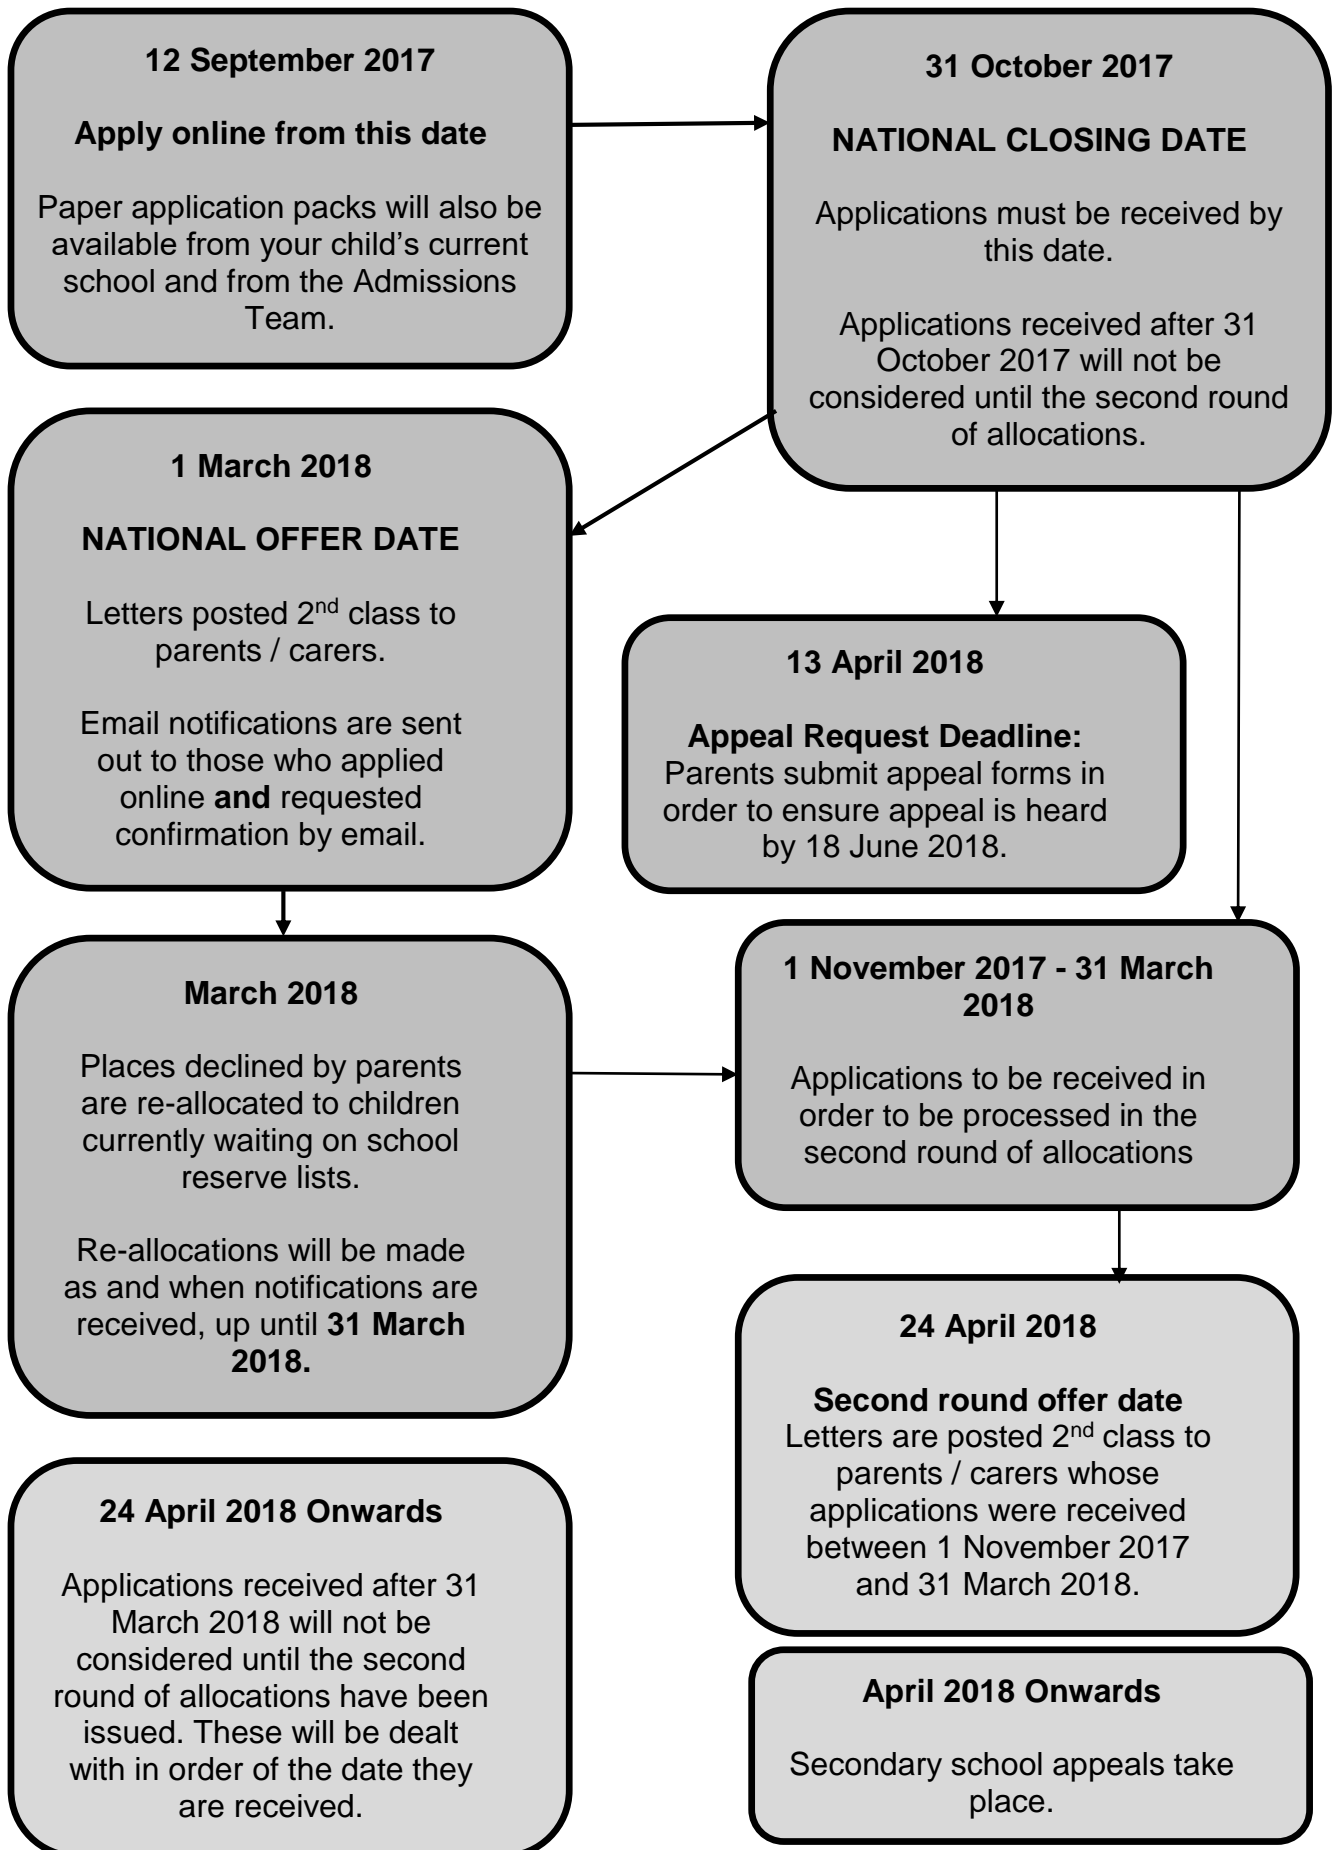 12 September 2017
Apply online from this date
Paper application packs will also be
available from your child’s current
school and from the Admissions
Team.
31 October 2017
NATIONAL CLOSING DATE
Applications must be received by
this date.
Applications received after 31
October 2017 will not be
considered until the second round
of allocations.
1 March 2018
NATIONAL OFFER DATE
Letters posted 2nd class to
parents / carers.
Email notifications are sent
out to those who applied
online and requested
confirmation by email.
13 April 2018
Appeal Request Deadline:
Parents submit appeal forms in
order to ensure appeal is heard
by 18 June 2018.
March 2018
Places declined by parents
are re-allocated to children
currently waiting on school
reserve lists.
Re-allocations will be made
as and when notifications are
received, up until 31 March
2018.
1 November 2017 - 31 March
2018
Applications to be received in
order to be processed in the
second round of allocations
24 April 2018
Second round offer date
Letters are posted 2nd class to
parents / carers whose
applications were received
between 1 November 2017
and 31 March 2018.
24 April 2018 Onwards
Applications received after 31
March 2018 will not be
considered until the second
round of allocations have been
issued. These will be dealt
with in order of the date they
are received.
April 2018 Onwards
Secondary school appeals take
place.